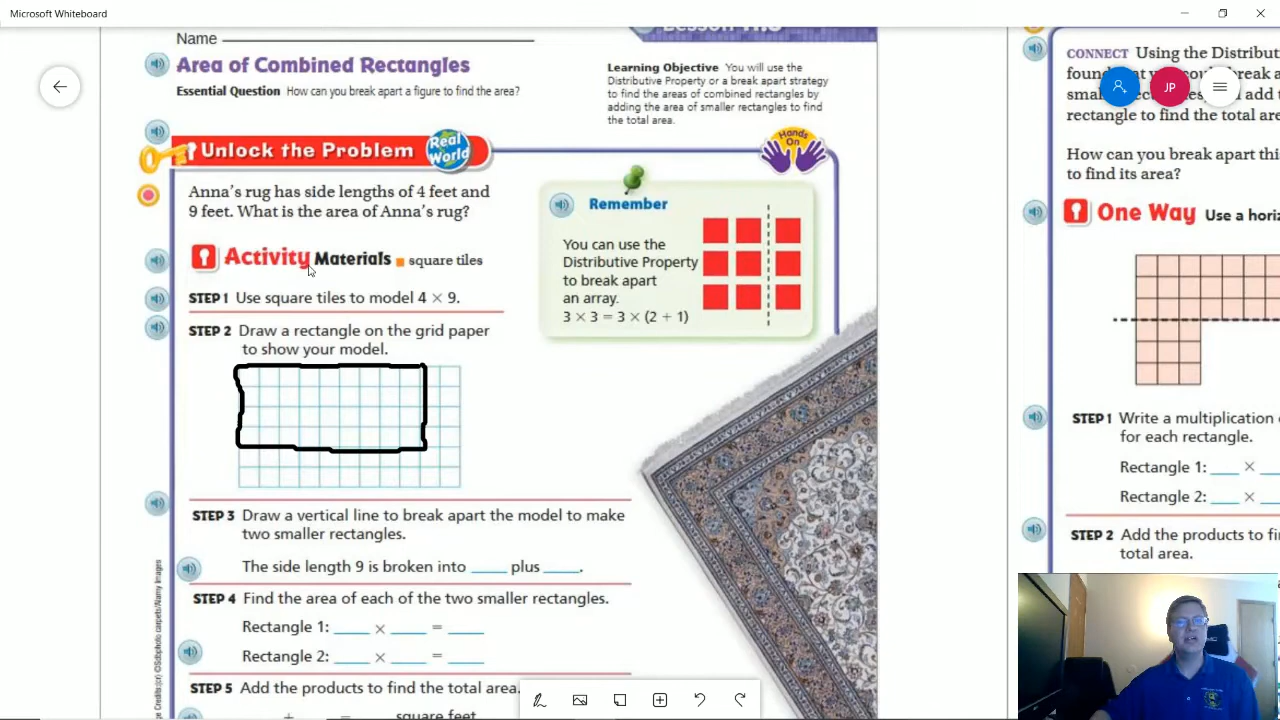 Microsoft Whiteboard
Name
Area of Combined Rectangles
Essential Question How can you break apart a figure to find the area?
Learning Objective You will use the
Distributive Property or a break apart strategy
to find the areas of combined rectangles by
adding the area of smaller rectangles to find
the total area.
Unlock the Problem
Real
World
Hands
On
Anna's rug has side lengths of 4 feet and
9 feet. What is the area of Anna's rug?
Activity Materials square tiles
STEP 1 Use square tiles to model 4 × 9.
STEP 2 Draw a rectangle on the grid paper
to show your model.
Remember
You can use the
Distributive Property
to break apart
an array.
3 × 3 = 3 × (2 + 1)
STEP 3 Draw a vertical line to break apart the model to make
two smaller rectangles.
The side length 9 is broken into ____ plus ____.
STEP 4 Find the area of each of the two smaller rectangles.
Rectangle 1: ____ × ____ = ____
Rectangle 2: ____ × ____ = ____
STEP 5 Add the products to find the total area.
____ + ____ = ____ square feet
CONNECT Using the
JP
rectangle to find the total
How can you break apart
to find its area?
One Way Use a
STEP 1 Write a multiplication
for each rectangle.
Rectangle 1: ____ ×
Rectangle 2: ____ ×
STEP 2 Add the products to
total area.